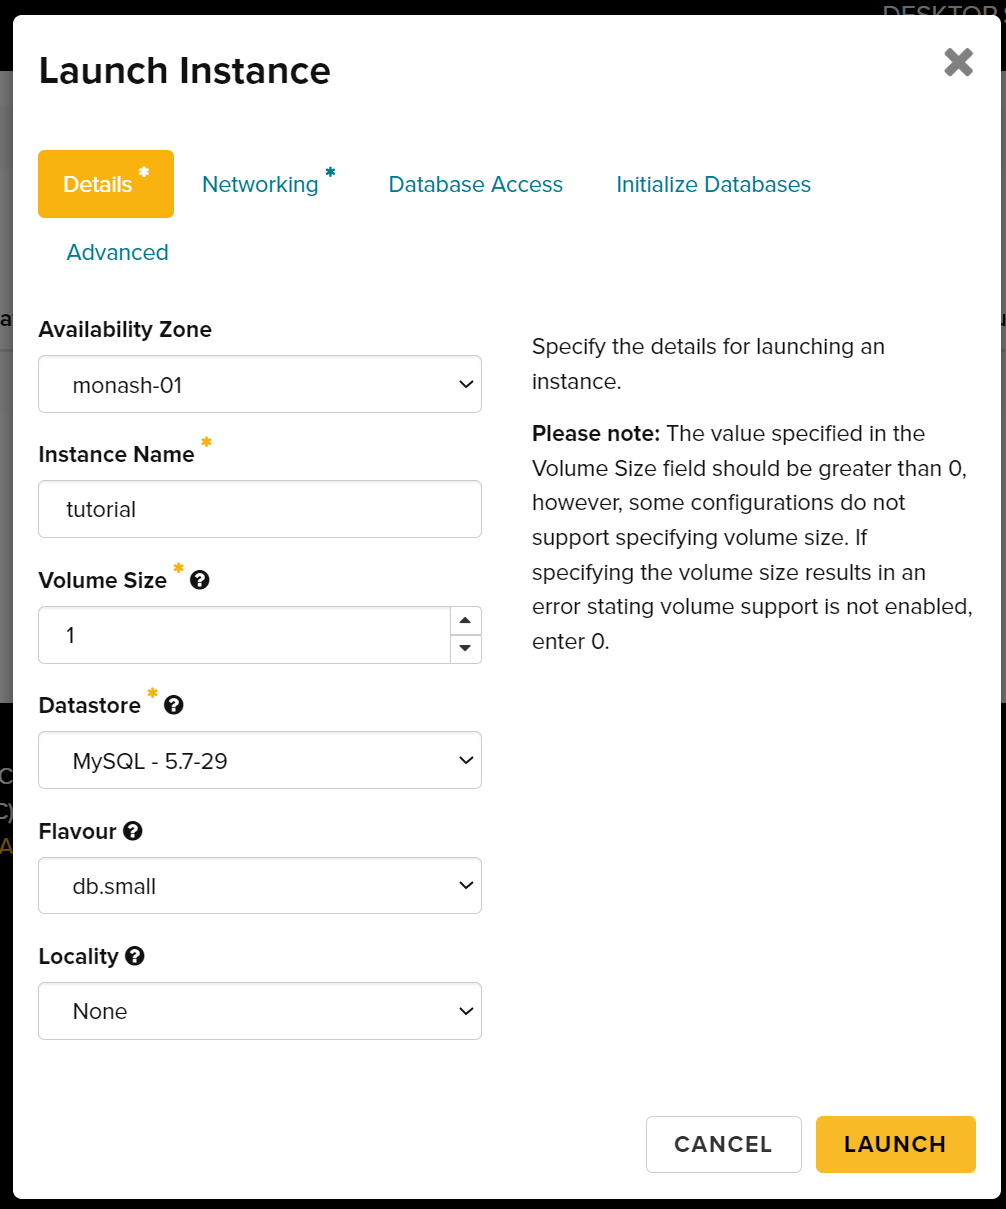 DESKTOP
Launch Instance
Details *
Networking *
Database Access
Initialize Databases
Advanced
Availability Zone
monash-01
Instance Name *
tutorial
Volume Size *
1
Datastore *
MySQL - 5.7-29
Flavour
db.small
Locality
None
Specify the details for launching an
instance.
Please note: The value specified in the
Volume Size field should be greater than 0,
however, some configurations do not
support specifying volume size. If
specifying the volume size results in an
error stating volume support is not enabled,
enter 0.
CANCEL
LAUNCH